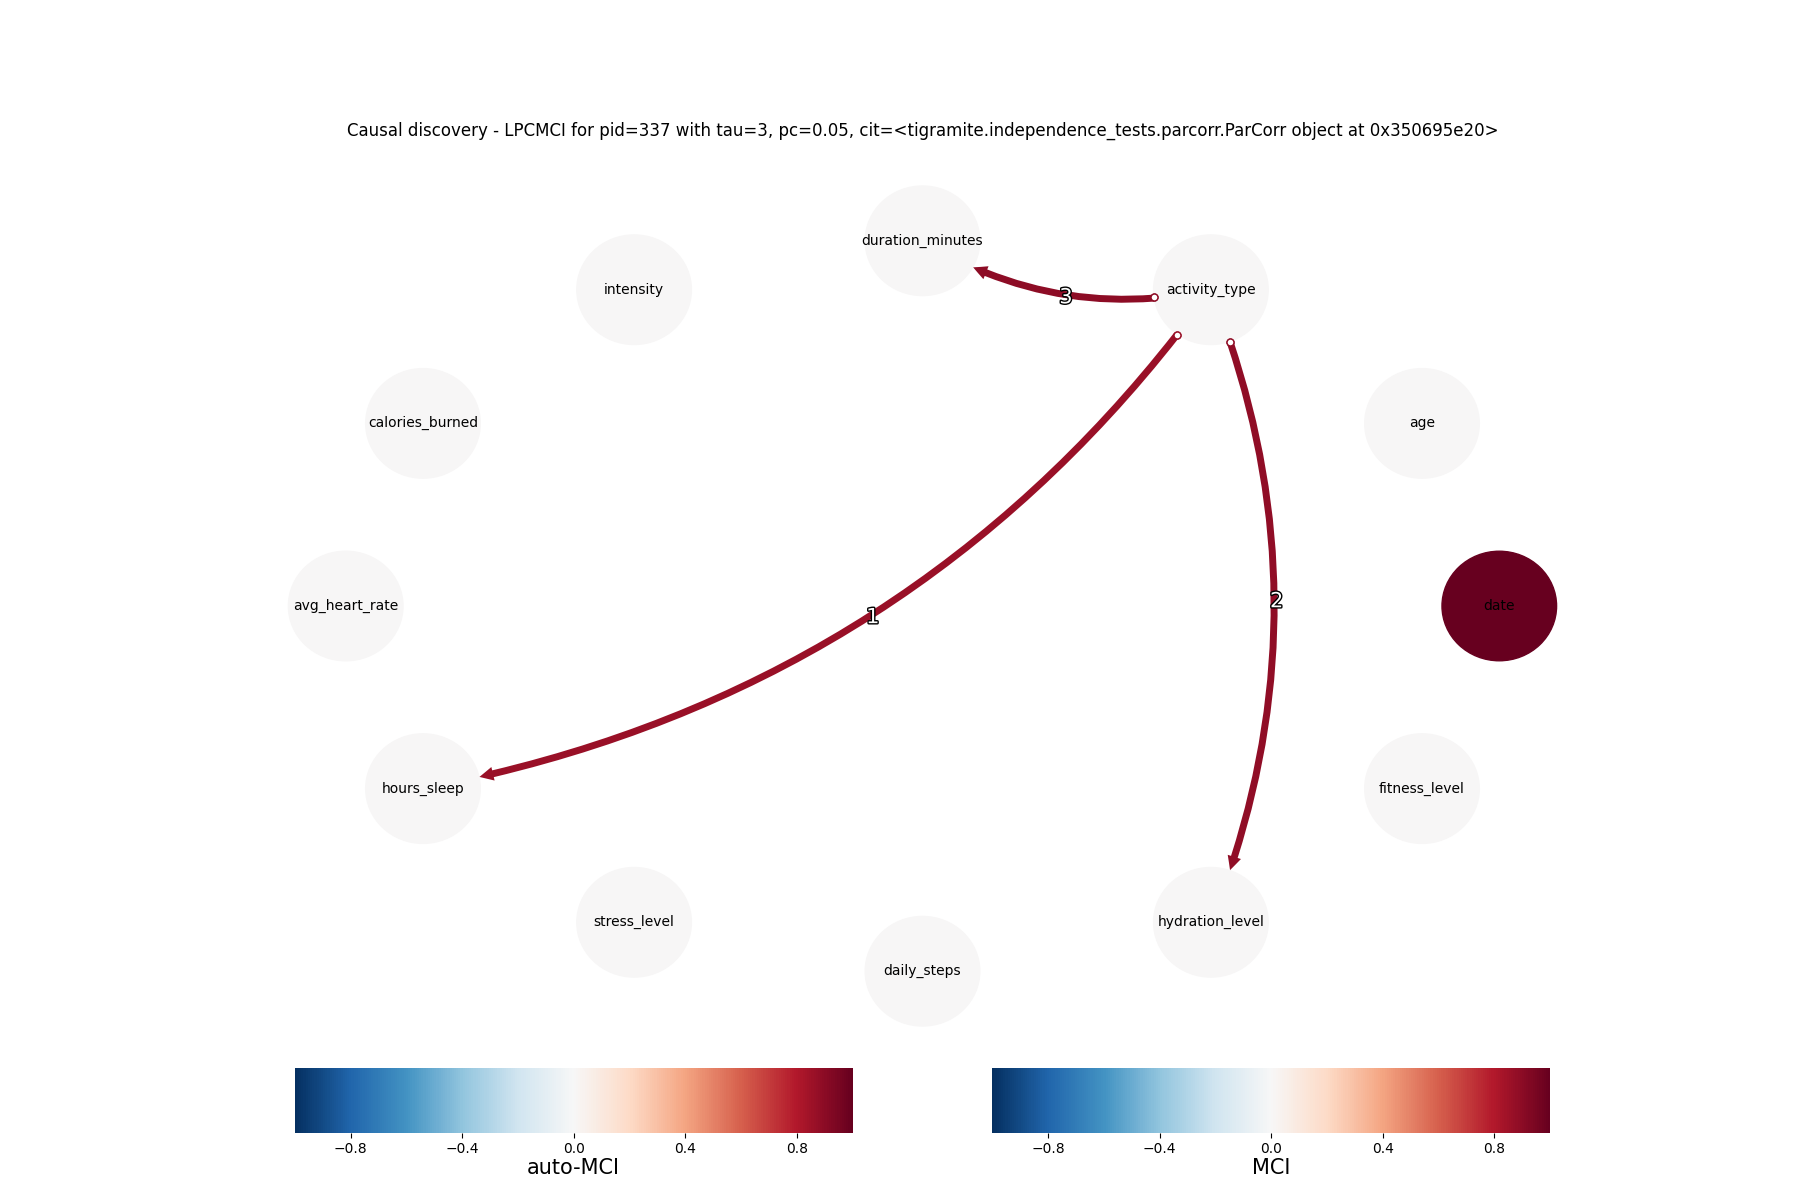 Causal discovery - LPCMCI for pid=337 with tau=3, pc=0.05, cit=<tigramite.independence_tests.parcorr.ParCorr object at 0x350695e20>
duration_minutes
intensity
activity_type
3
calories_burned
age
avg_heart_rate
date
1
2
hours_sleep
fitness_level
stress_level
hydration_level
daily_steps
−0.8 −0.4 0.0 0.4 0.8
auto-MCI
−0.8 −0.4 0.0 0.4 0.8
MCI